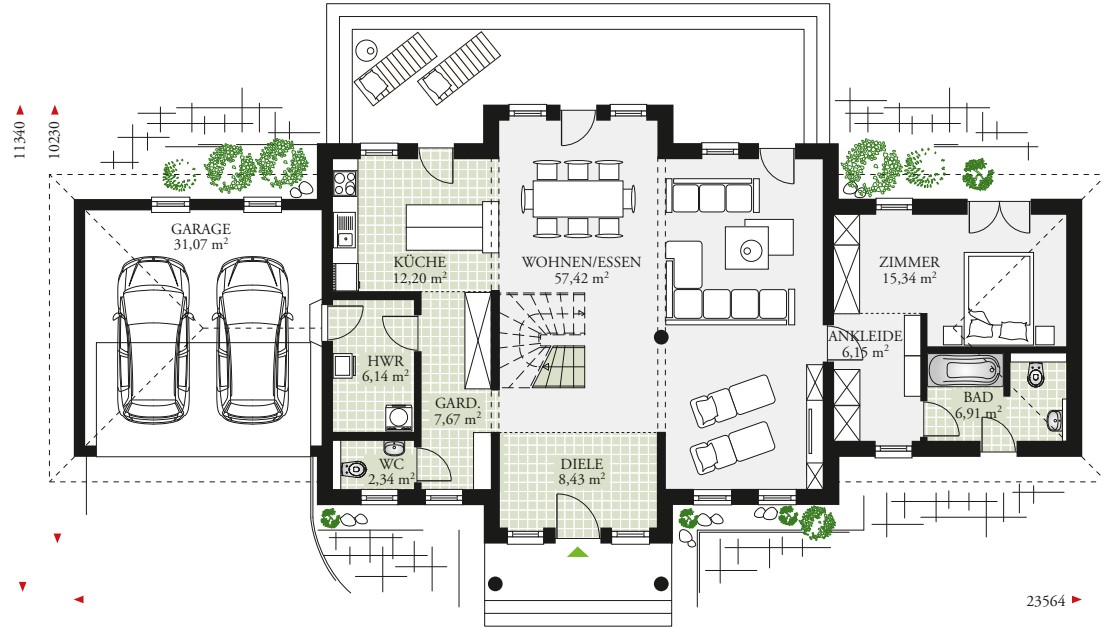 11340
10230
GARAGE
31,07 m²
KÜCHE
12,20 m²
WOHNEN/ESSEN
57,42 m²
ZIMMER
15,34 m²
ANKLEIDE
6,15 m²
HWR
6,14 m²
GARD.
7,67 m²
BAD
6,91 m²
WC
2,34 m²
DIELE
8,43 m²
23564